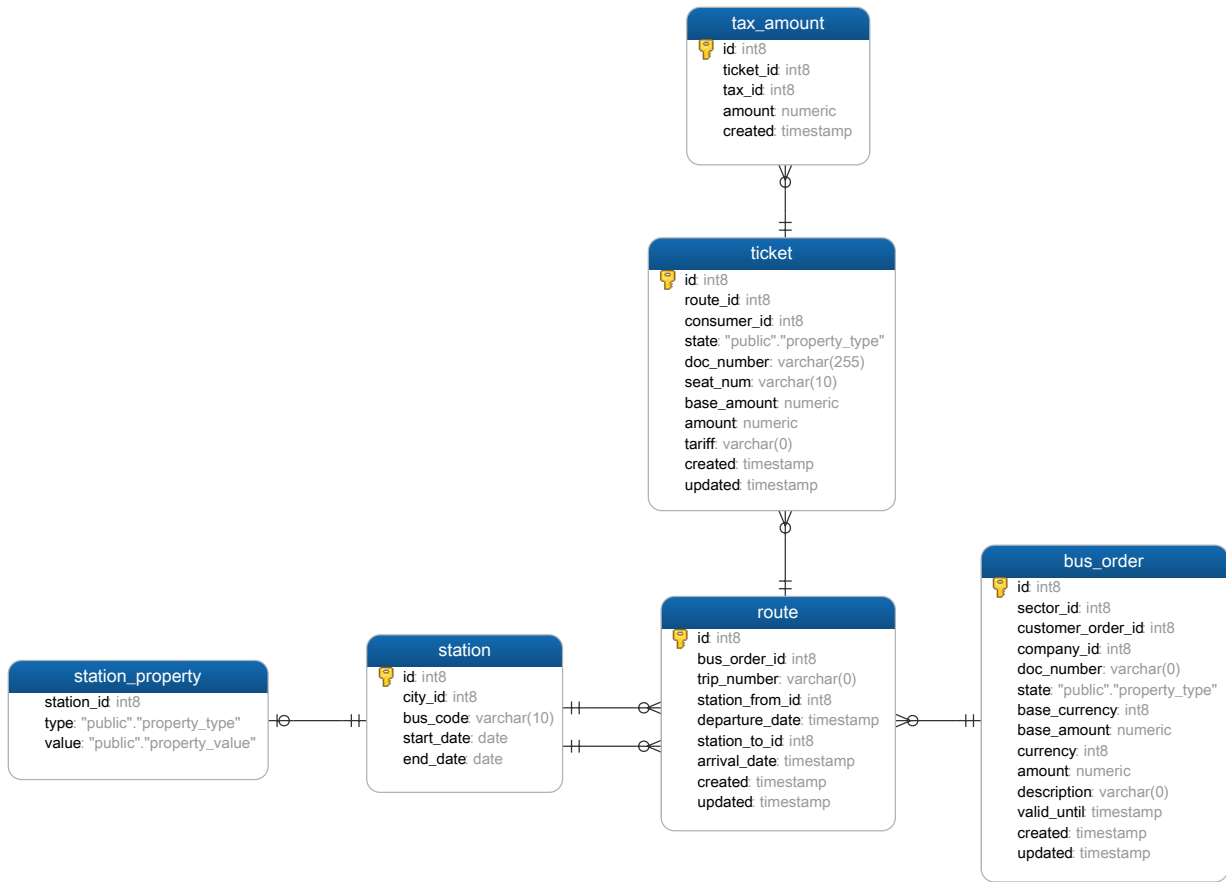 tax_amount
id: int8
ticket_id: int8
tax_id: int8
amount: numeric
created: timestamp
ticket
id: int8
route_id: int8
consumer_id: int8
state: "public"."property_type"
doc_number: varchar(255)
seat_num: varchar(10)
base_amount: numeric
amount: numeric
tariff: varchar(0)
created: timestamp
updated: timestamp
station_property
station_id: int8
type: "public"."property_type"
value: "public"."property_value"
station
id: int8
city_id: int8
bus_code: varchar(10)
start_date: date
end_date: date
route
id: int8
bus_order_id: int8
trip_number: varchar(0)
station_from_id: int8
departure_date: timestamp
station_to_id: int8
arrival_date: timestamp
created: timestamp
updated: timestamp
bus_order
id: int8
sector_id: int8
customer_order_id: int8
company_id: int8
doc_number: varchar(0)
state: "public"."property_type"
base_currency: int8
base_amount: numeric
currency: int8
amount: numeric
description: varchar(0)
valid_until: timestamp
created: timestamp
updated: timestamp